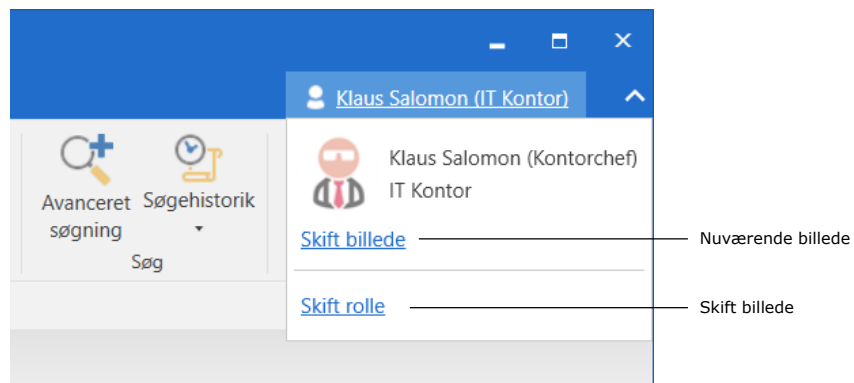 Klaus Salomon (IT Kontor)
Avanceret søgning
Søgehistorik
Søg
Klaus Salomon (Kontorchef)
IT Kontor
Skift billede
Nuværende billede
Skift rolle
Skift billede